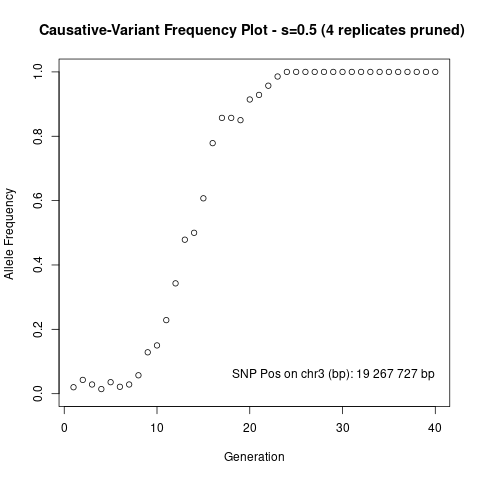 Causative-Variant Frequency Plot - s=0.5 (4 replicates pruned)
1.0
0.8
0.6
0.4
0.2
0.0
Allele Frequency
SNP Pos on chr3 (bp): 19 267 727 bp
0 10 20 30 40
Generation